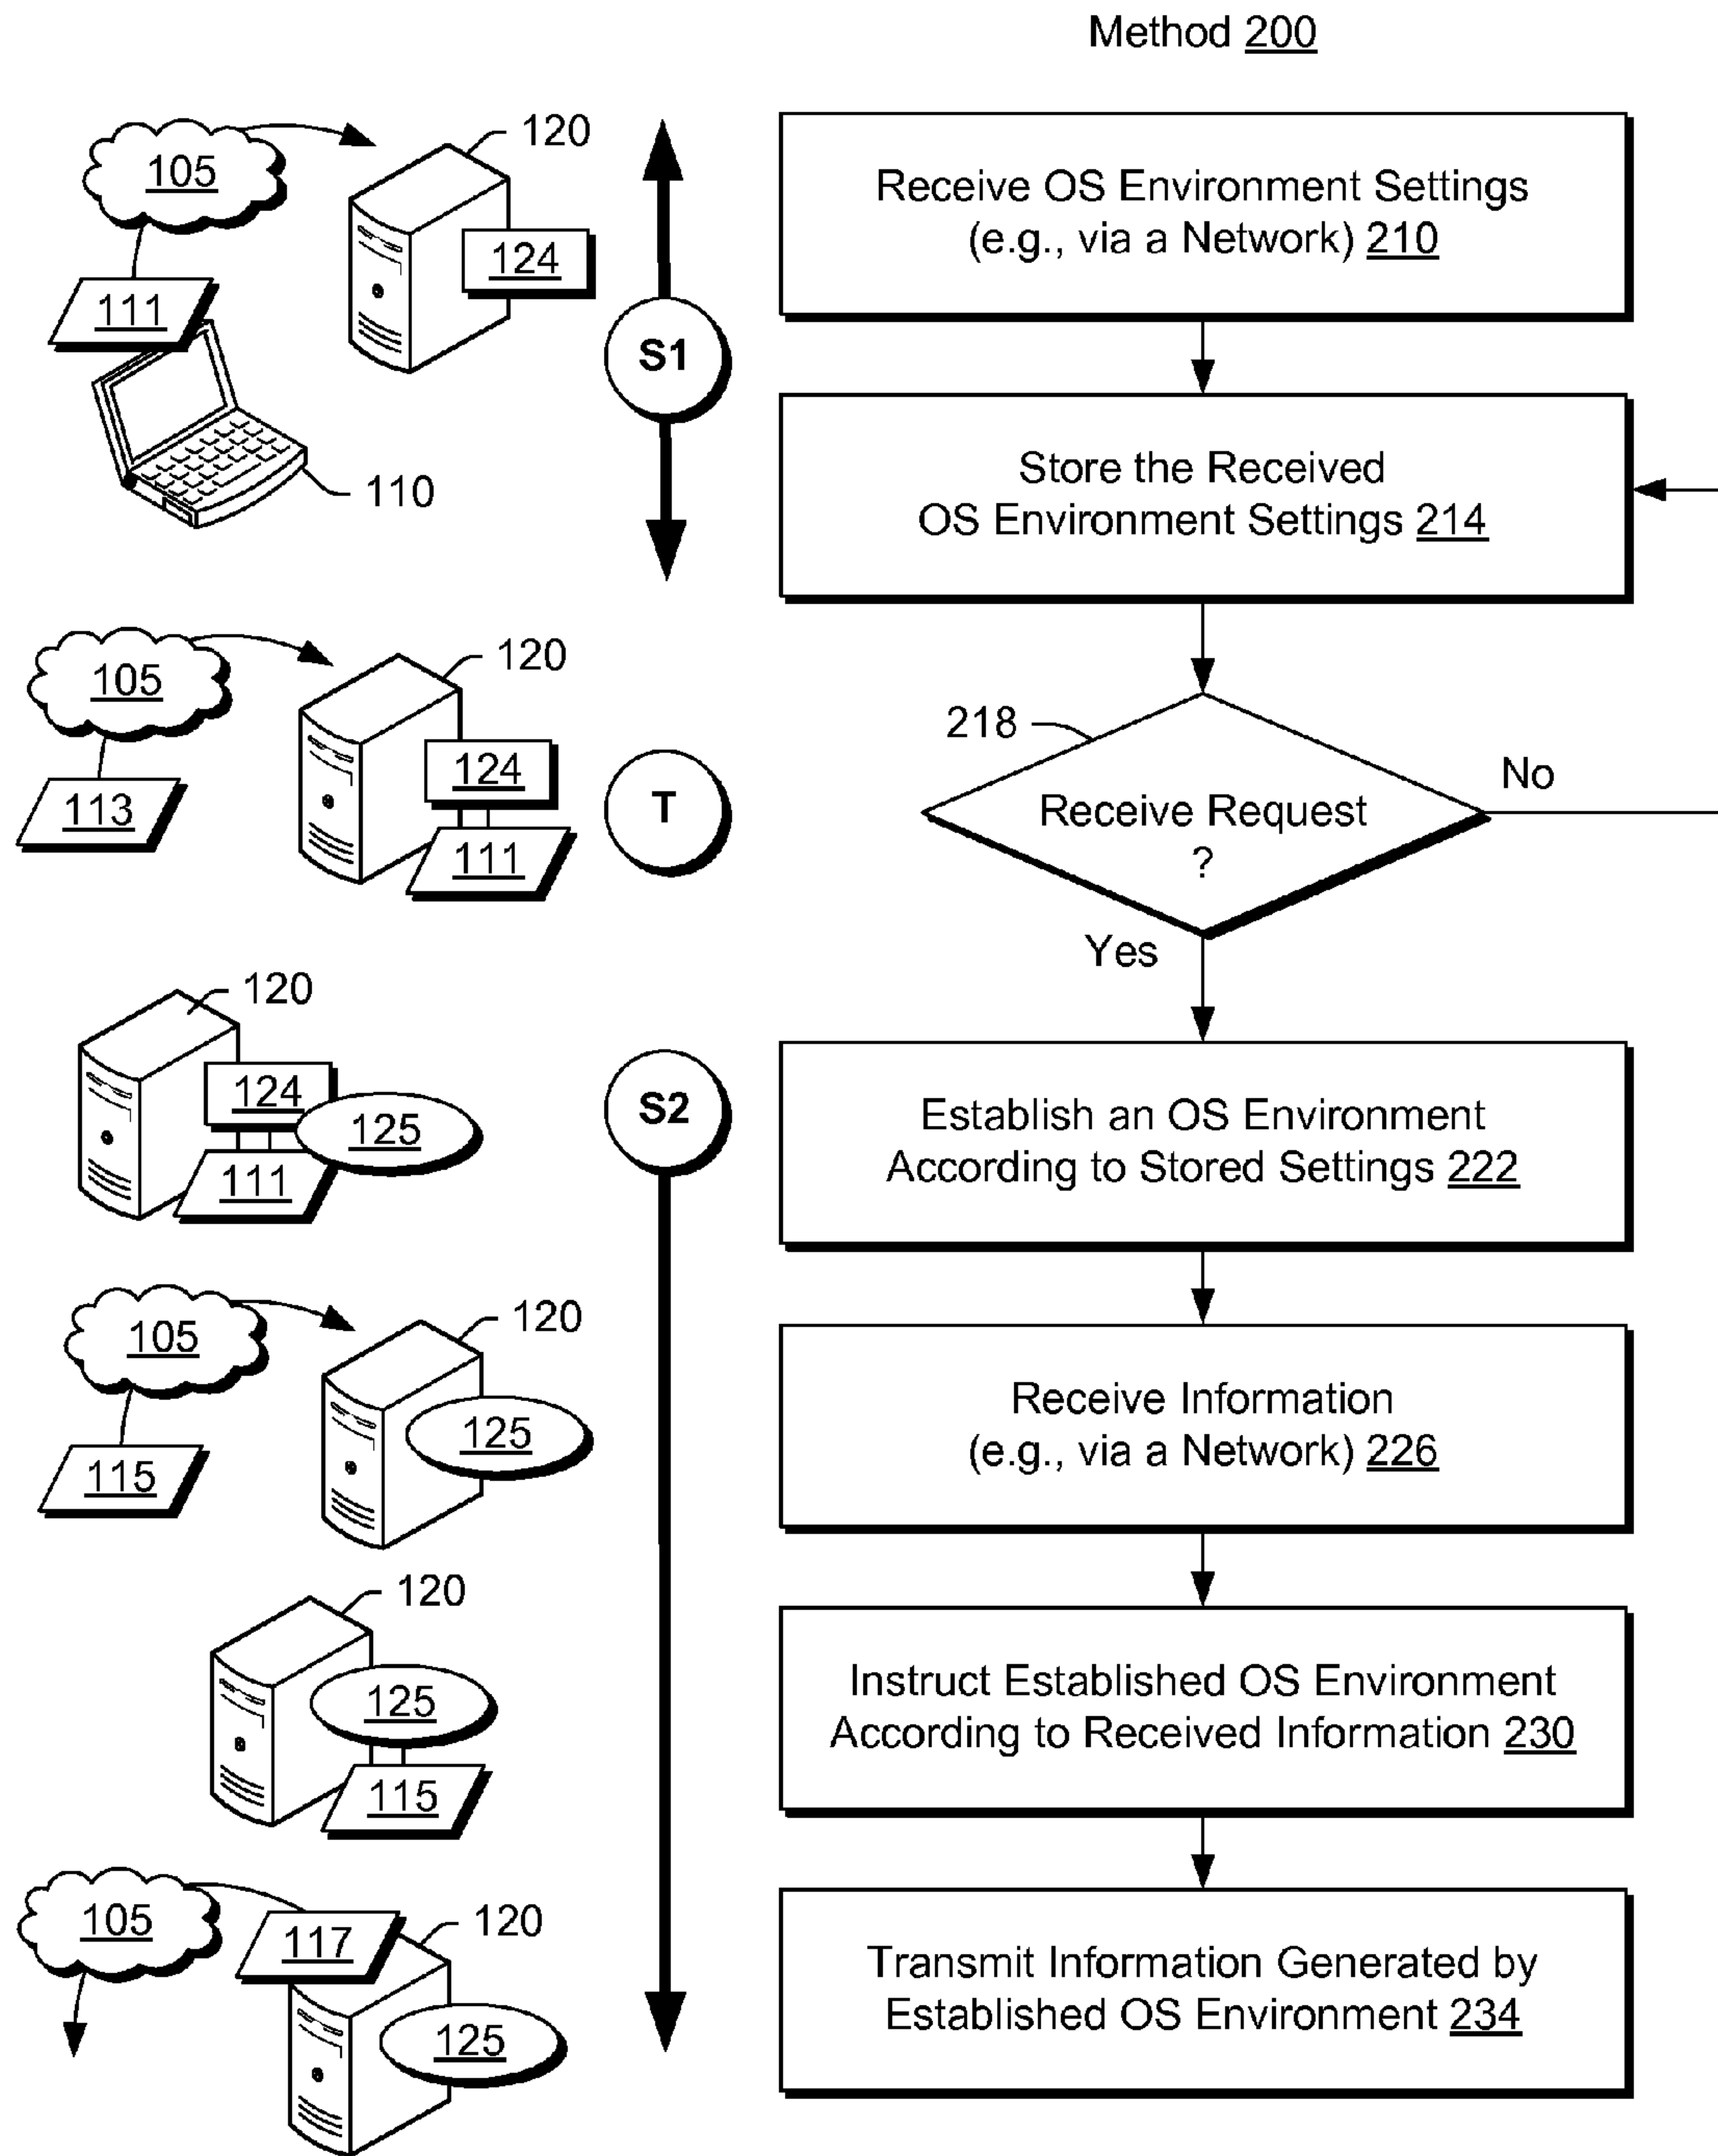 Method 200
105
120
124
111
110
S1
Receive OS Environment Settings
(e.g., via a Network) 210
Store the Received
OS Environment Settings 214
105
120
124
113
111
T
218
Receive Request
?
No
Yes
120
124
125
111
S2
Establish an OS Environment
According to Stored Settings 222
105
120
125
115
Receive Information
(e.g., via a Network) 226
120
125
115
Instruct Established OS Environment
According to Received Information 230
105
117
120
125
Transmit Information Generated by
Established OS Environment 234